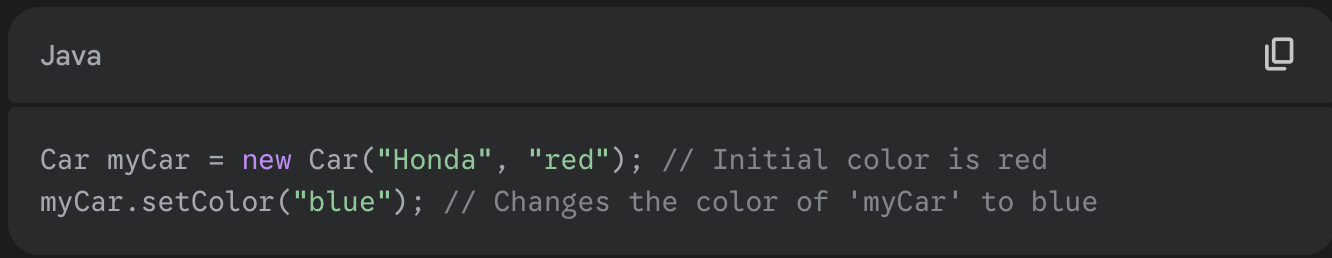 Java
Car myCar = new Car("Honda", "red"); // Initial color is red
myCar.setColor("blue"); // Changes the color of 'myCar' to blue